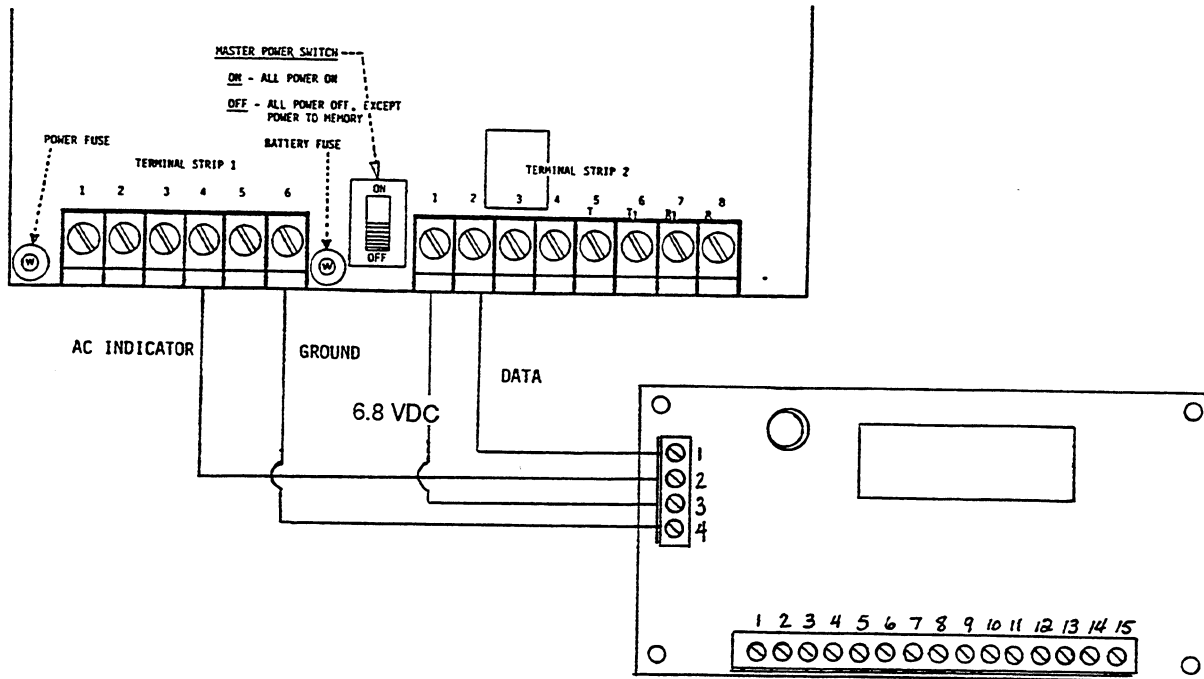 MASTER POWER SWITCH
ON - ALL POWER ON
OFF - ALL POWER OFF, EXCEPT
POWER TO MEMORY
POWER FUSE
BATTERY FUSE
TERMINAL STRIP 1
1 2 3 4 5 6
ON
OFF
W
W
TERMINAL STRIP 2
1 2 3 4 5 6 7 8
T T1 R1 R
AC INDICATOR
GROUND
6.8 VDC
DATA
1
2
3
4
1 2 3 4 5 6 7 8 9 10 11 12 13 14 15